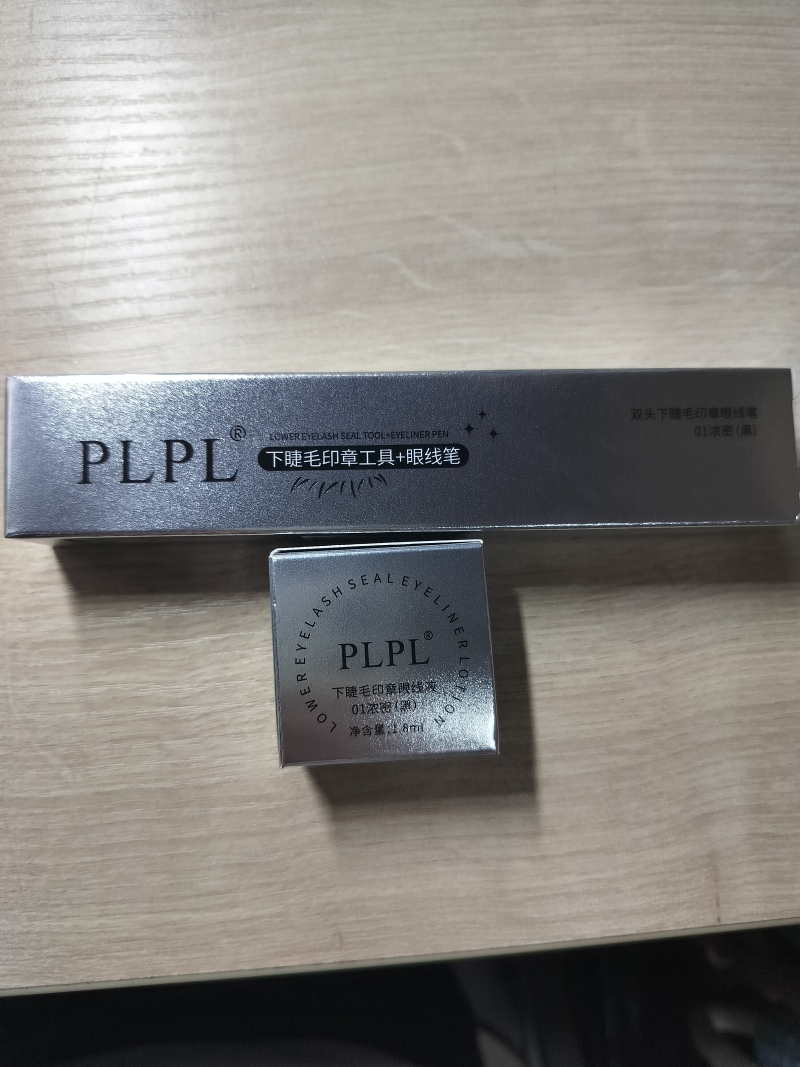 PLPL®
LOWER EYELASH SEAL TOOL+EYELINER PEN
下睫毛印章工具+眼线笔
双头下睫毛印章眼线笔
01浓密(黑)
LOWER EYELASH SEAL EYELINER LOTION
PLPL®
下睫毛印章眼线液
01浓密(黑)
净含量:1.8ml